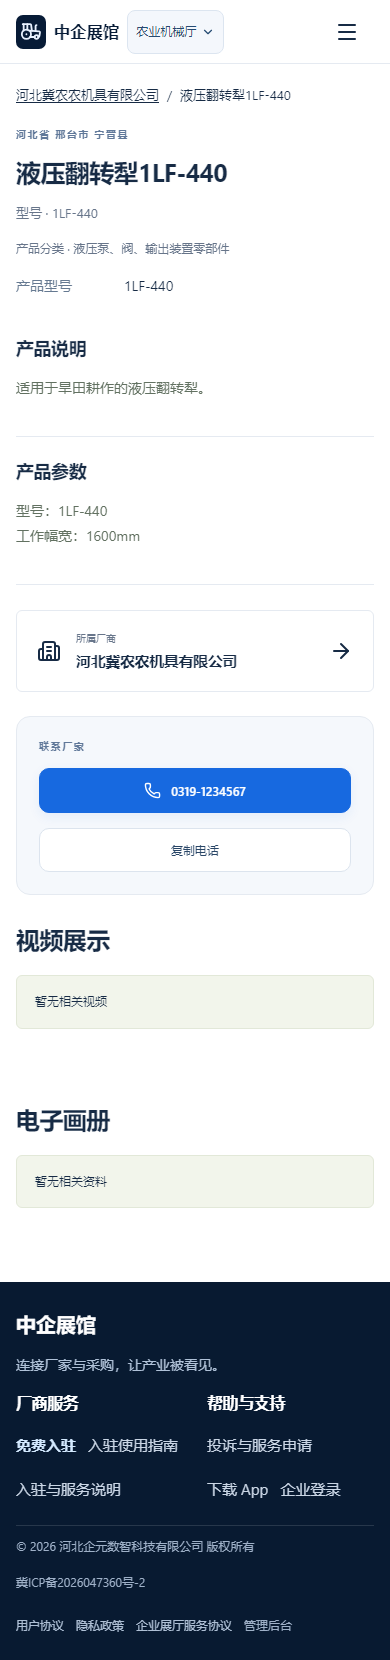 中企展馆 农业机械厅
河北冀农农机具有限公司 / 液压翻转犁1LF-440
河北省 邢台市 宁晋县
液压翻转犁1LF-440
型号 · 1LF-440
产品分类 · 液压泵、阀、输出装置零部件
产品型号 1LF-440
产品说明
适用于旱田耕作的液压翻转犁。
产品参数
型号：1LF-440
工作幅宽：1600mm
所属厂商
河北冀农农机具有限公司
联系厂家
0319-1234567
复制电话
视频展示
暂无相关视频
电子画册
暂无相关资料
中企展馆
连接厂家与采购，让产业被看见。
厂商服务 帮助与支持
免费入驻 入驻使用指南 投诉与服务申请
入驻与服务说明 下载 App 企业登录
© 2026 河北企元数智科技有限公司 版权所有
冀ICP备2026047360号-2
用户协议 隐私政策 企业展厅服务协议 管理后台